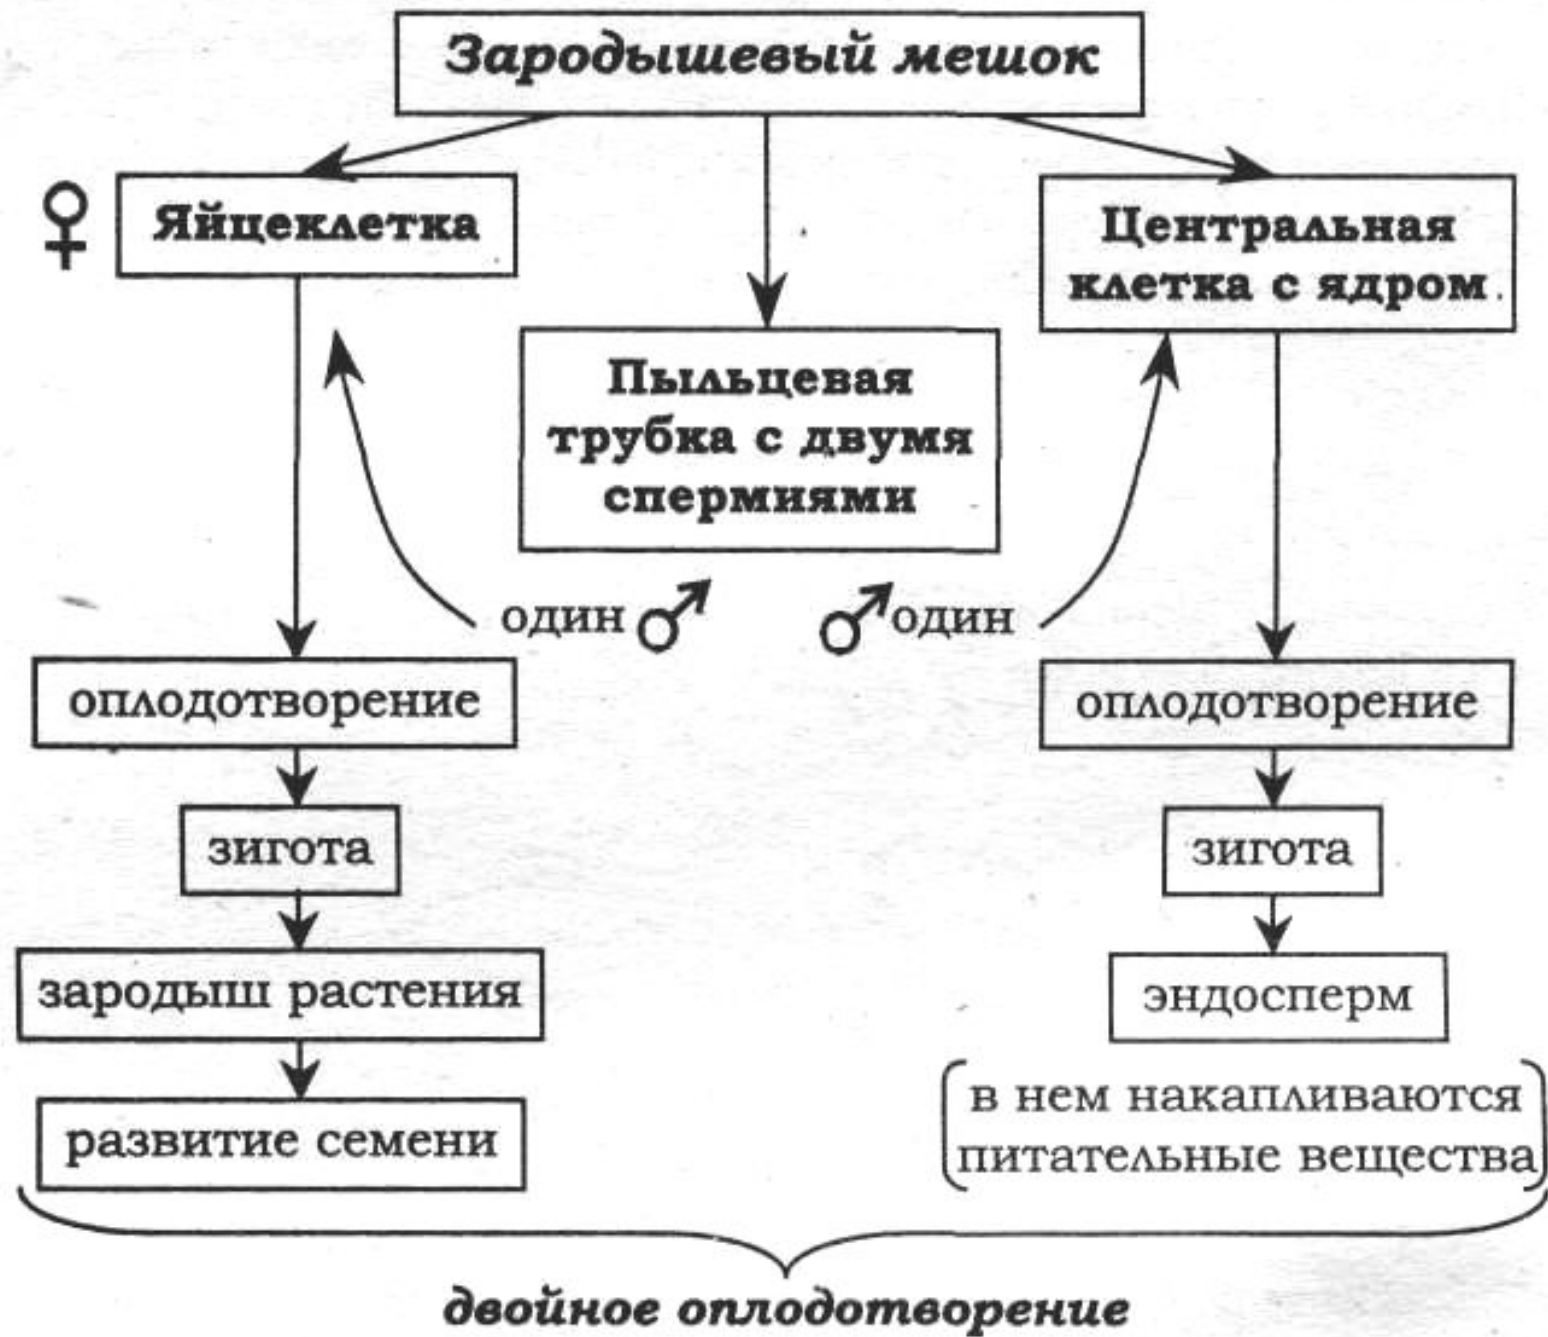 Зародышевый мешок
Яйцеклетка
Центральная
клетка с ядром
Пыльцевая
трубка с двумя
спермиями
один
один
оплодотворение
оплодотворение
зигота
зигота
зародыш растения
эндосперм
развитие семени
в нем накапливаются
питательные вещества
двойное оплодотворение